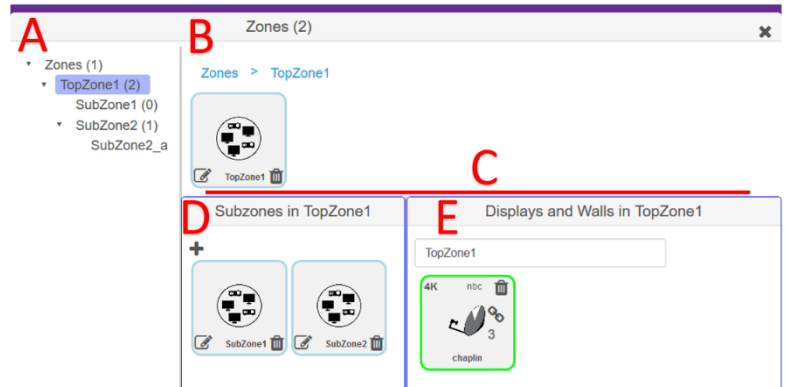 A
Zones (2)
B
Zones (1)
TopZone1 (2)
SubZone1 (0)
SubZone2 (1)
SubZone2_a
Zones > TopZone1
TopZone1
C
D
Subzones in TopZone1
SubZone1
SubZone2
E
Displays and Walls in TopZone1
TopZone1
4K nbc
3
chaplin